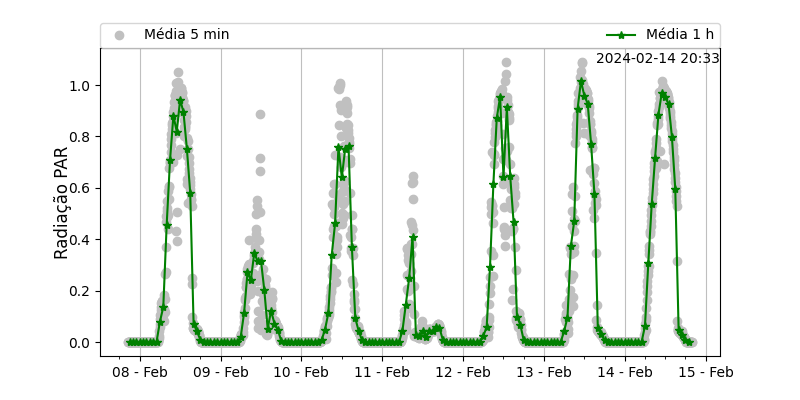 Média 5 min
Média 1 h
2024-02-14 20:33
Radiação PAR
1.0
0.8
0.6
0.4
0.2
0.0
08 - Feb
09 - Feb
10 - Feb
11 - Feb
12 - Feb
13 - Feb
14 - Feb
15 - Feb